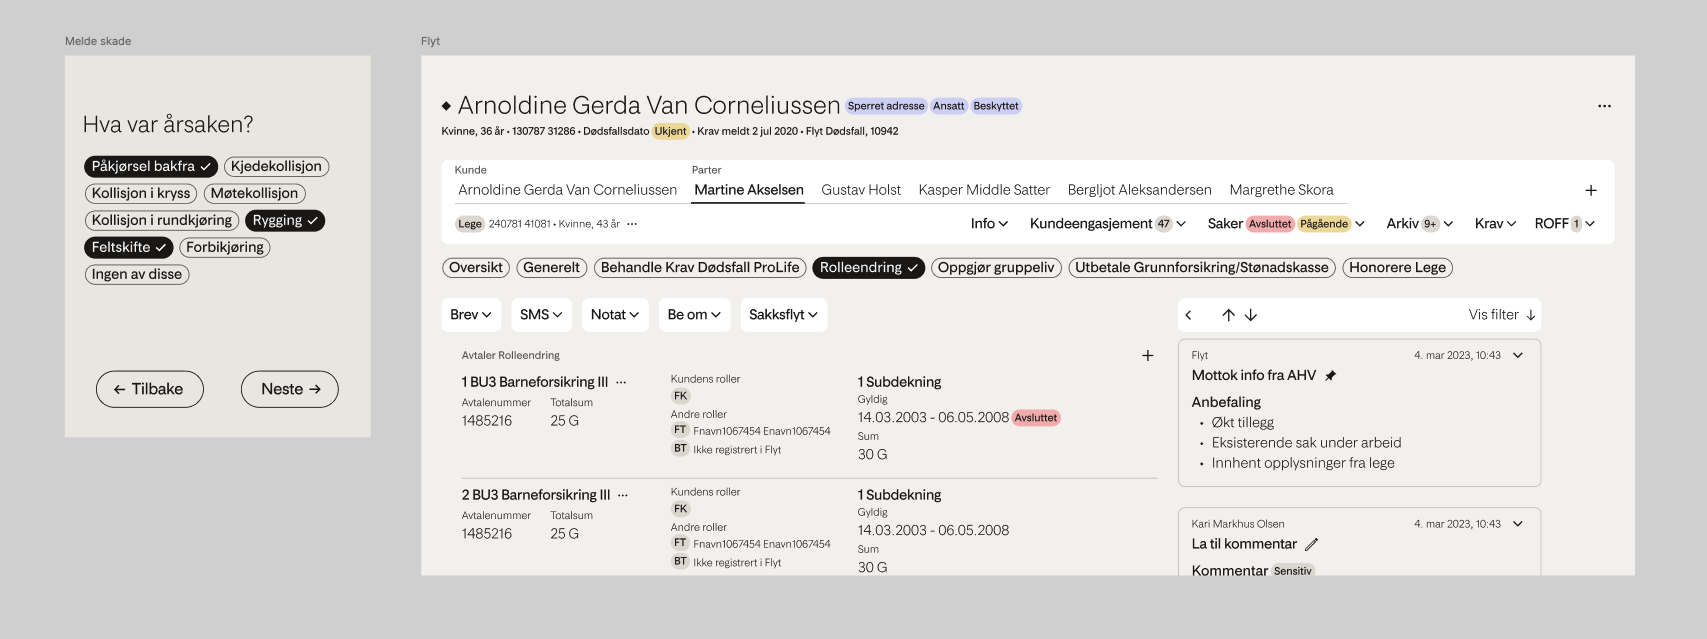 Melde skade
Hva var årsaken?
Påkjørsel bakfra
Kjedekollisjon
Kollisjon i kryss
Møtekollisjon
Kollisjon i rundkjøring
Rygging
Feltskifte
Forbikjøring
Ingen av disse
← Tilbake
Neste →
Flyt
Arnoldine Gerda Van Corneliussen Sperret adresse Ansatt Beskyttet
Kvinne, 36 år • 130787 31286 • Dødsfallsdato Ukjent • Krav meldt 2 jul 2020 • Flyt Dødsfall, 10942
Kunde
Parter
Arnoldine Gerda Van Corneliussen
Martine Akselsen
Gustav Holst
Kasper Middle Satter
Bergljot Aleksandersen
Margrethe Skora
Lege 240781 41081 • Kvinne, 43 år
Info
Kundeengasjement 47
Saker Avsluttet Pågående
Arkiv 9+
Krav
ROFF 1
Oversikt
Generelt
Behandle Krav Dødsfall ProLife
Rolleendring
Oppgjør gruppeliv
Utbetale Grunnforsikring/Stønadskasse
Honorere Lege
Brev
SMS
Notat
Be om
Sakksflyt
Avtaler Rolleendring
1 BU3 Barneforsikring III
Avtalenummer
1485216
Totalsum
25 G
Kundens roller
FK
Andre roller
FT Fnavn1067454 Enavn1067454
BT Ikke registrert i Flyt
1 Subdekning
Gyldig
14.03.2003 - 06.05.2008 Avsluttet
Sum
30 G
2 BU3 Barneforsikring III
Avtalenummer
1485216
Totalsum
25 G
Kundens roller
FK
Andre roller
FT Fnavn1067454 Enavn1067454
BT Ikke registrert i Flyt
1 Subdekning
Gyldig
14.03.2003 - 06.05.2008
Sum
30 G
Vis filter ↓
Flyt
4. mar 2023, 10:43
Mottok info fra AHV
Anbefaling
• Økt tillegg
• Eksisterende sak under arbeid
• Innhent opplysninger fra lege
Kari Markhus Olsen
4. mar 2023, 10:43
La til kommentar
Kommentar Sensitiv